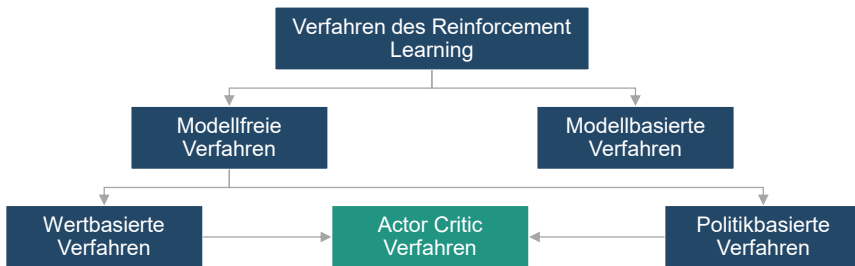 Verfahren des Reinforcement
Learning
Modellfreie
Verfahren
Modellbasierte
Verfahren
Wertbasierte
Verfahren
Actor Critic
Verfahren
Politikbasierte
Verfahren